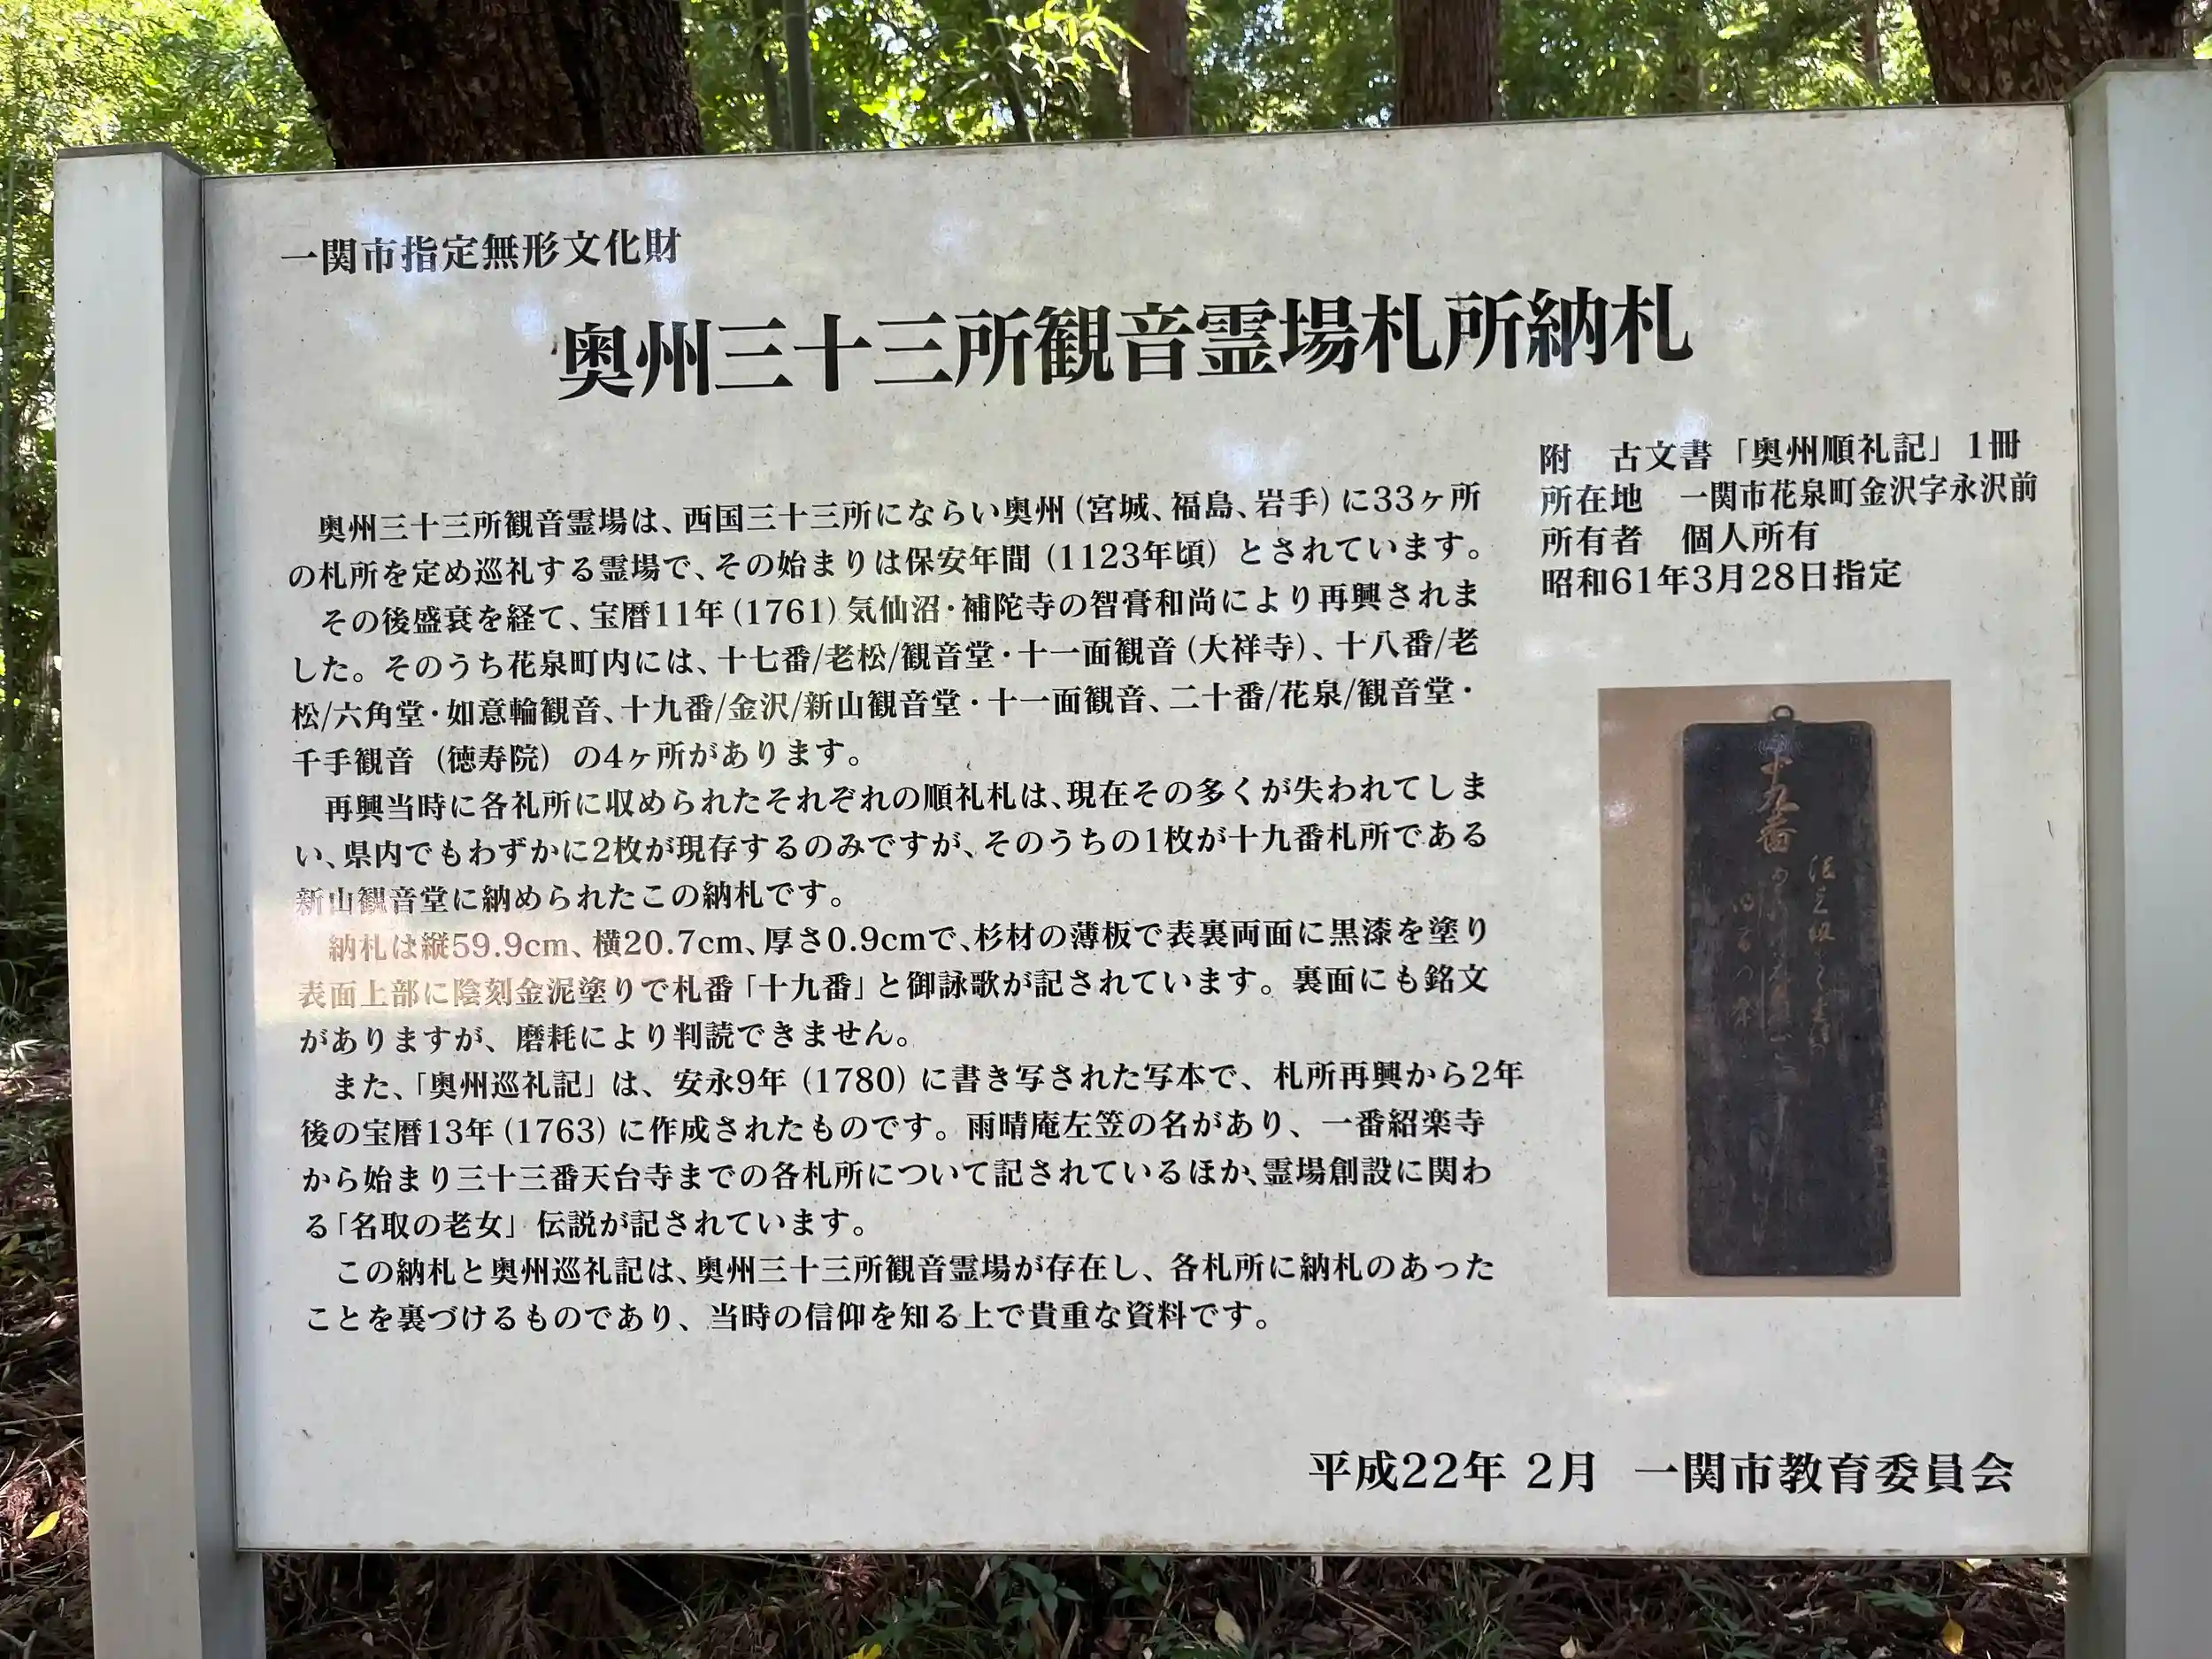 一関市指定無形文化財
奥州三十三所観音霊場札所納札
附　古文書「奥州順礼記」1冊
所在地　一関市花泉町金沢字永沢前
所有者　個人所有
昭和61年3月28日指定
奥州三十三所観音霊場は、西国三十三所にならい奥州（宮城、福島、岩手）に33ヶ所
の札所を定め巡礼する霊場で、その始まりは保安年間（1123年頃）とされています。
その後盛衰を経て、宝暦11年（1761）気仙沼・補陀寺の智膏和尚により再興されま
した。そのうち花泉町内には、十七番/老松/観音堂・十一面観音（大祥寺）、十八番/老
松/六角堂・如意輪観音、十九番/金沢/新山観音堂・十一面観音、二十番/花泉/観音堂・
千手観音（徳寿院）の4ヶ所があります。
再興当時に各礼所に収められたそれぞれの順礼札は、現在その多くが失われてしま
い、県内でもわずかに2枚が現存するのみですが、そのうちの1枚が十九番札所である
新山観音堂に納められたこの納札です。
納札は縦59.9cm、横20.7cm、厚さ0.9cmで、杉材の薄板で表裏両面に黒漆を塗り
表面上部に陰刻金泥塗りで札番「十九番」と御詠歌が記されています。裏面にも銘文
がありますが、磨耗により判読できません。
また、「奥州巡礼記」は、安永9年（1780）に書き写された写本で、札所再興から2年
後の宝暦13年（1763）に作成されたものです。雨晴庵左笠の名があり、一番紹楽寺
から始まり三十三番天台寺までの各札所について記されているほか、霊場創設に関わ
る「名取の老女」伝説が記されています。
この納札と奥州巡礼記は、奥州三十三所観音霊場が存在し、各札所に納札のあった
ことを裏づけるものであり、当時の信仰を知る上で貴重な資料です。
十九番
平成22年 2月　一関市教育委員会